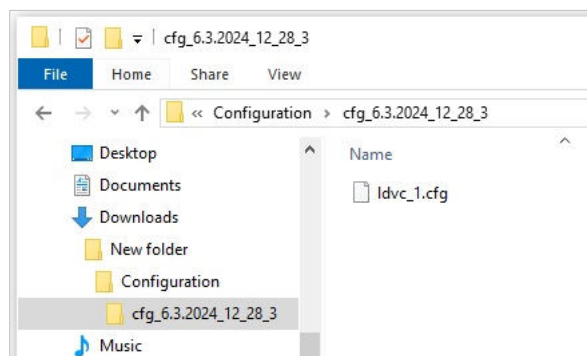 cfg_6.3.2024_12_28_3
File Home Share View
« Configuration › cfg_6.3.2024_12_28_3
Desktop
Documents
Downloads
New folder
Configuration
cfg_6.3.2024_12_28_3
Music
Name
ldvc_1.cfg